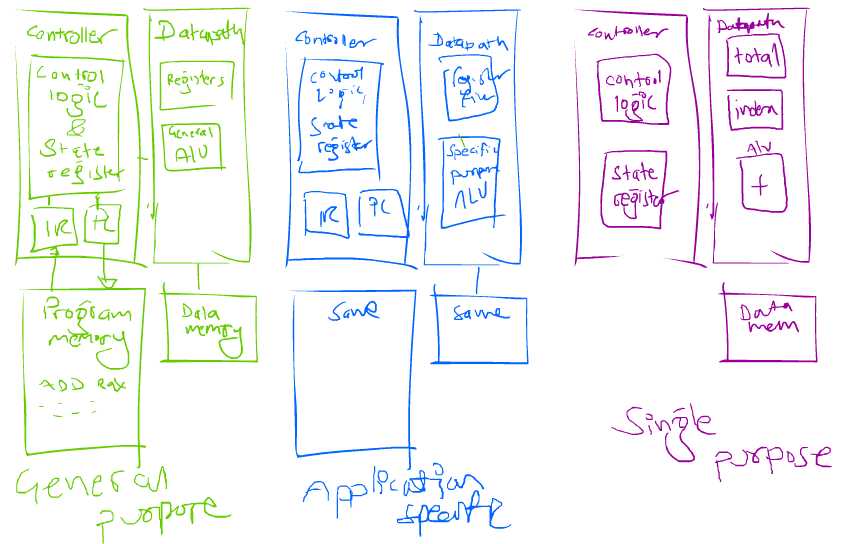 Controller
Control
logic
&
State
register
IR
PC
Datapath
Registers
General
ALU
Program
memory
ADD Rax
Data
memory
General
purpose
Controller
control
Logic,
State
register
IR
PC
Datapath
register
file
Specific
purpose
ALU
Same
Same
Application
specific
Controller
control
logic
State
register
Datapath
total
index
ALU
+
Data
mem
Single
purpose